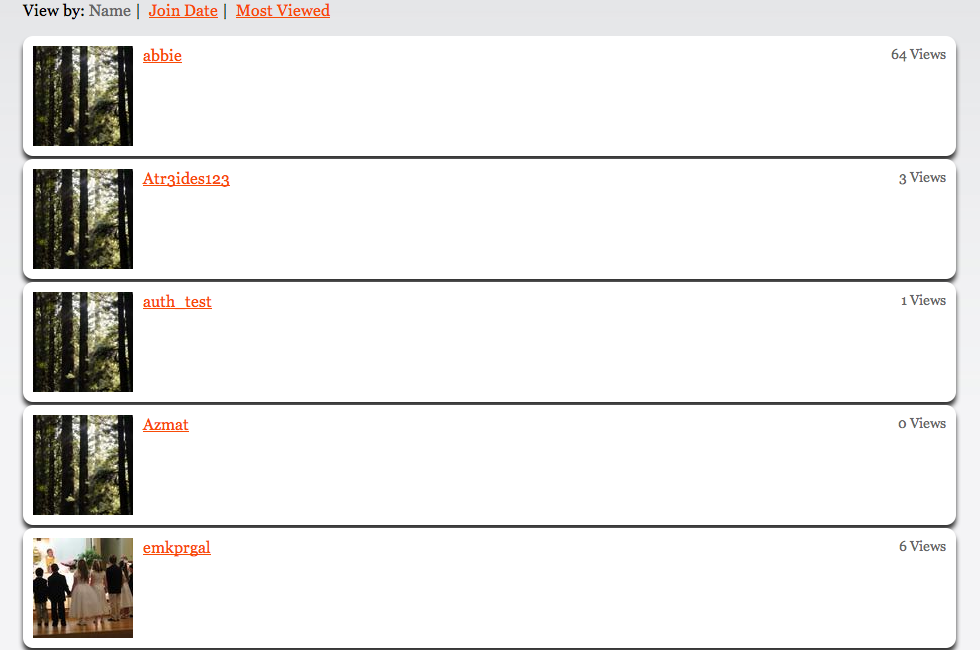 View by: Name | Join Date | Most Viewed
abbie 64 Views
Atr3ides123 3 Views
auth_test 1 Views
Azmat 0 Views
emkprgal 6 Views